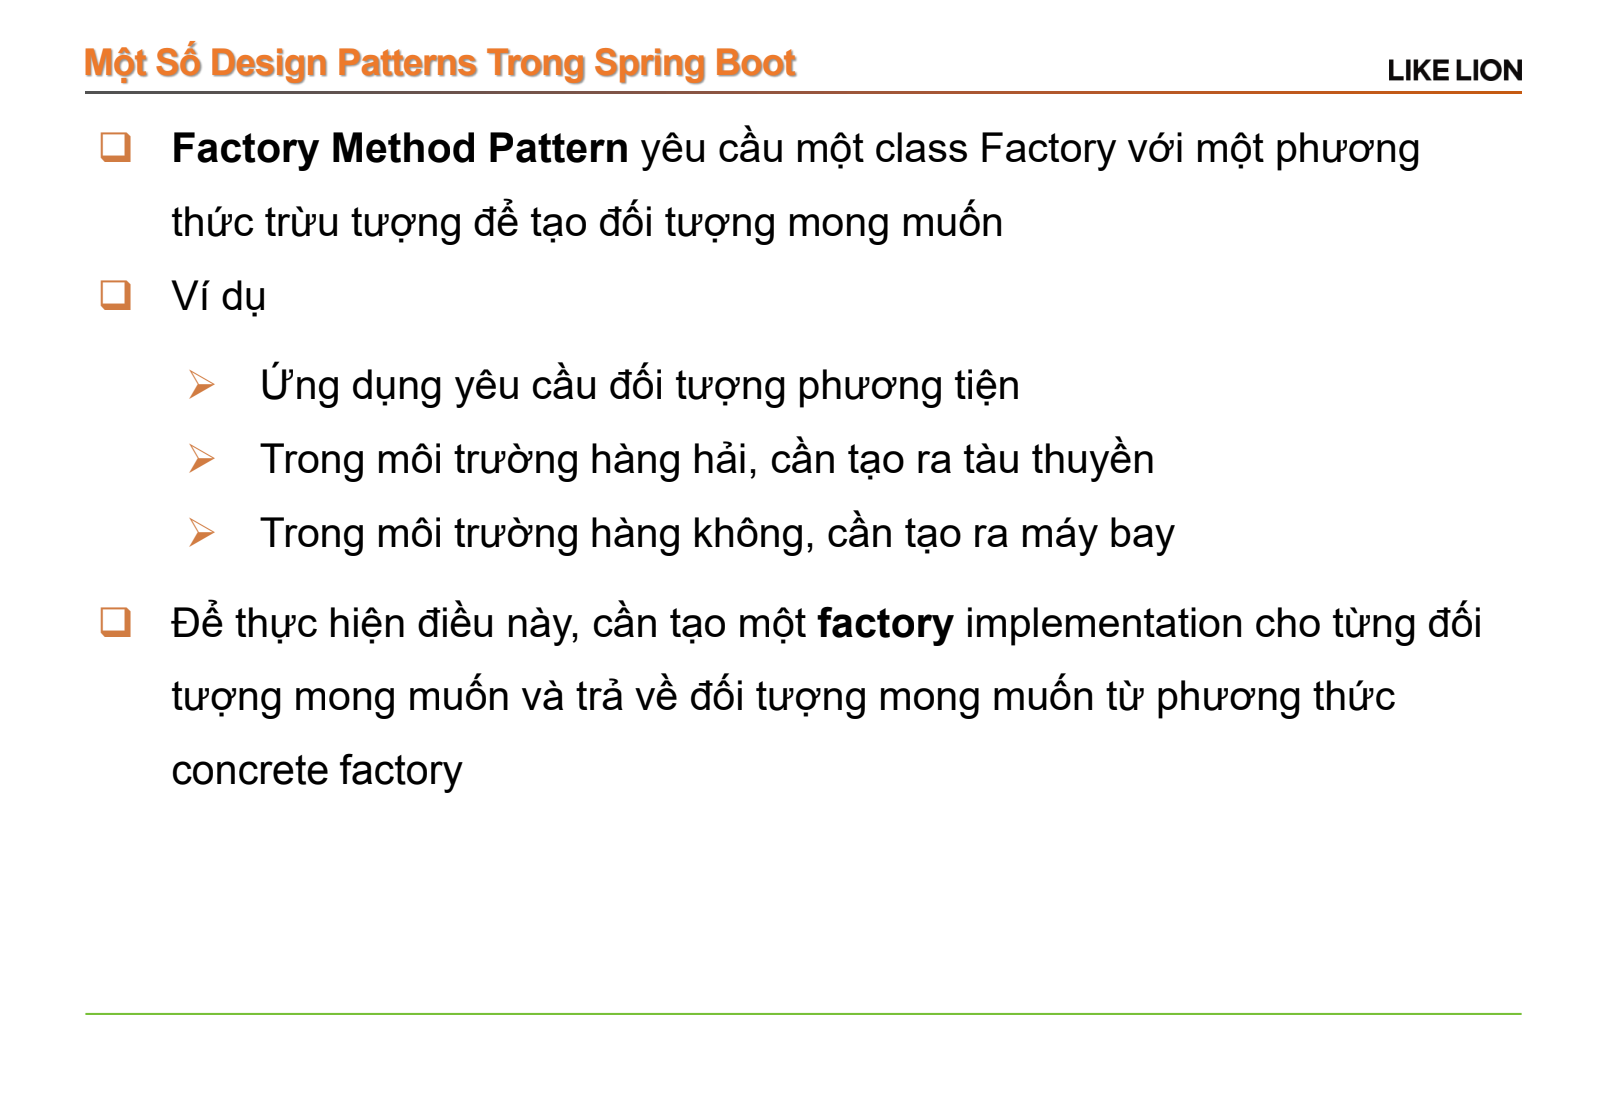 Một Số Design Patterns Trong Spring Boot
LIKE LION
Factory Method Pattern yêu cầu một class Factory với một phương
thức trừu tượng để tạo đối tượng mong muốn
Ví dụ
Ứng dụng yêu cầu đối tượng phương tiện
Trong môi trường hàng hải, cần tạo ra tàu thuyền
Trong môi trường hàng không, cần tạo ra máy bay
Để thực hiện điều này, cần tạo một factory implementation cho từng đối
tượng mong muốn và trả về đối tượng mong muốn từ phương thức
concrete factory